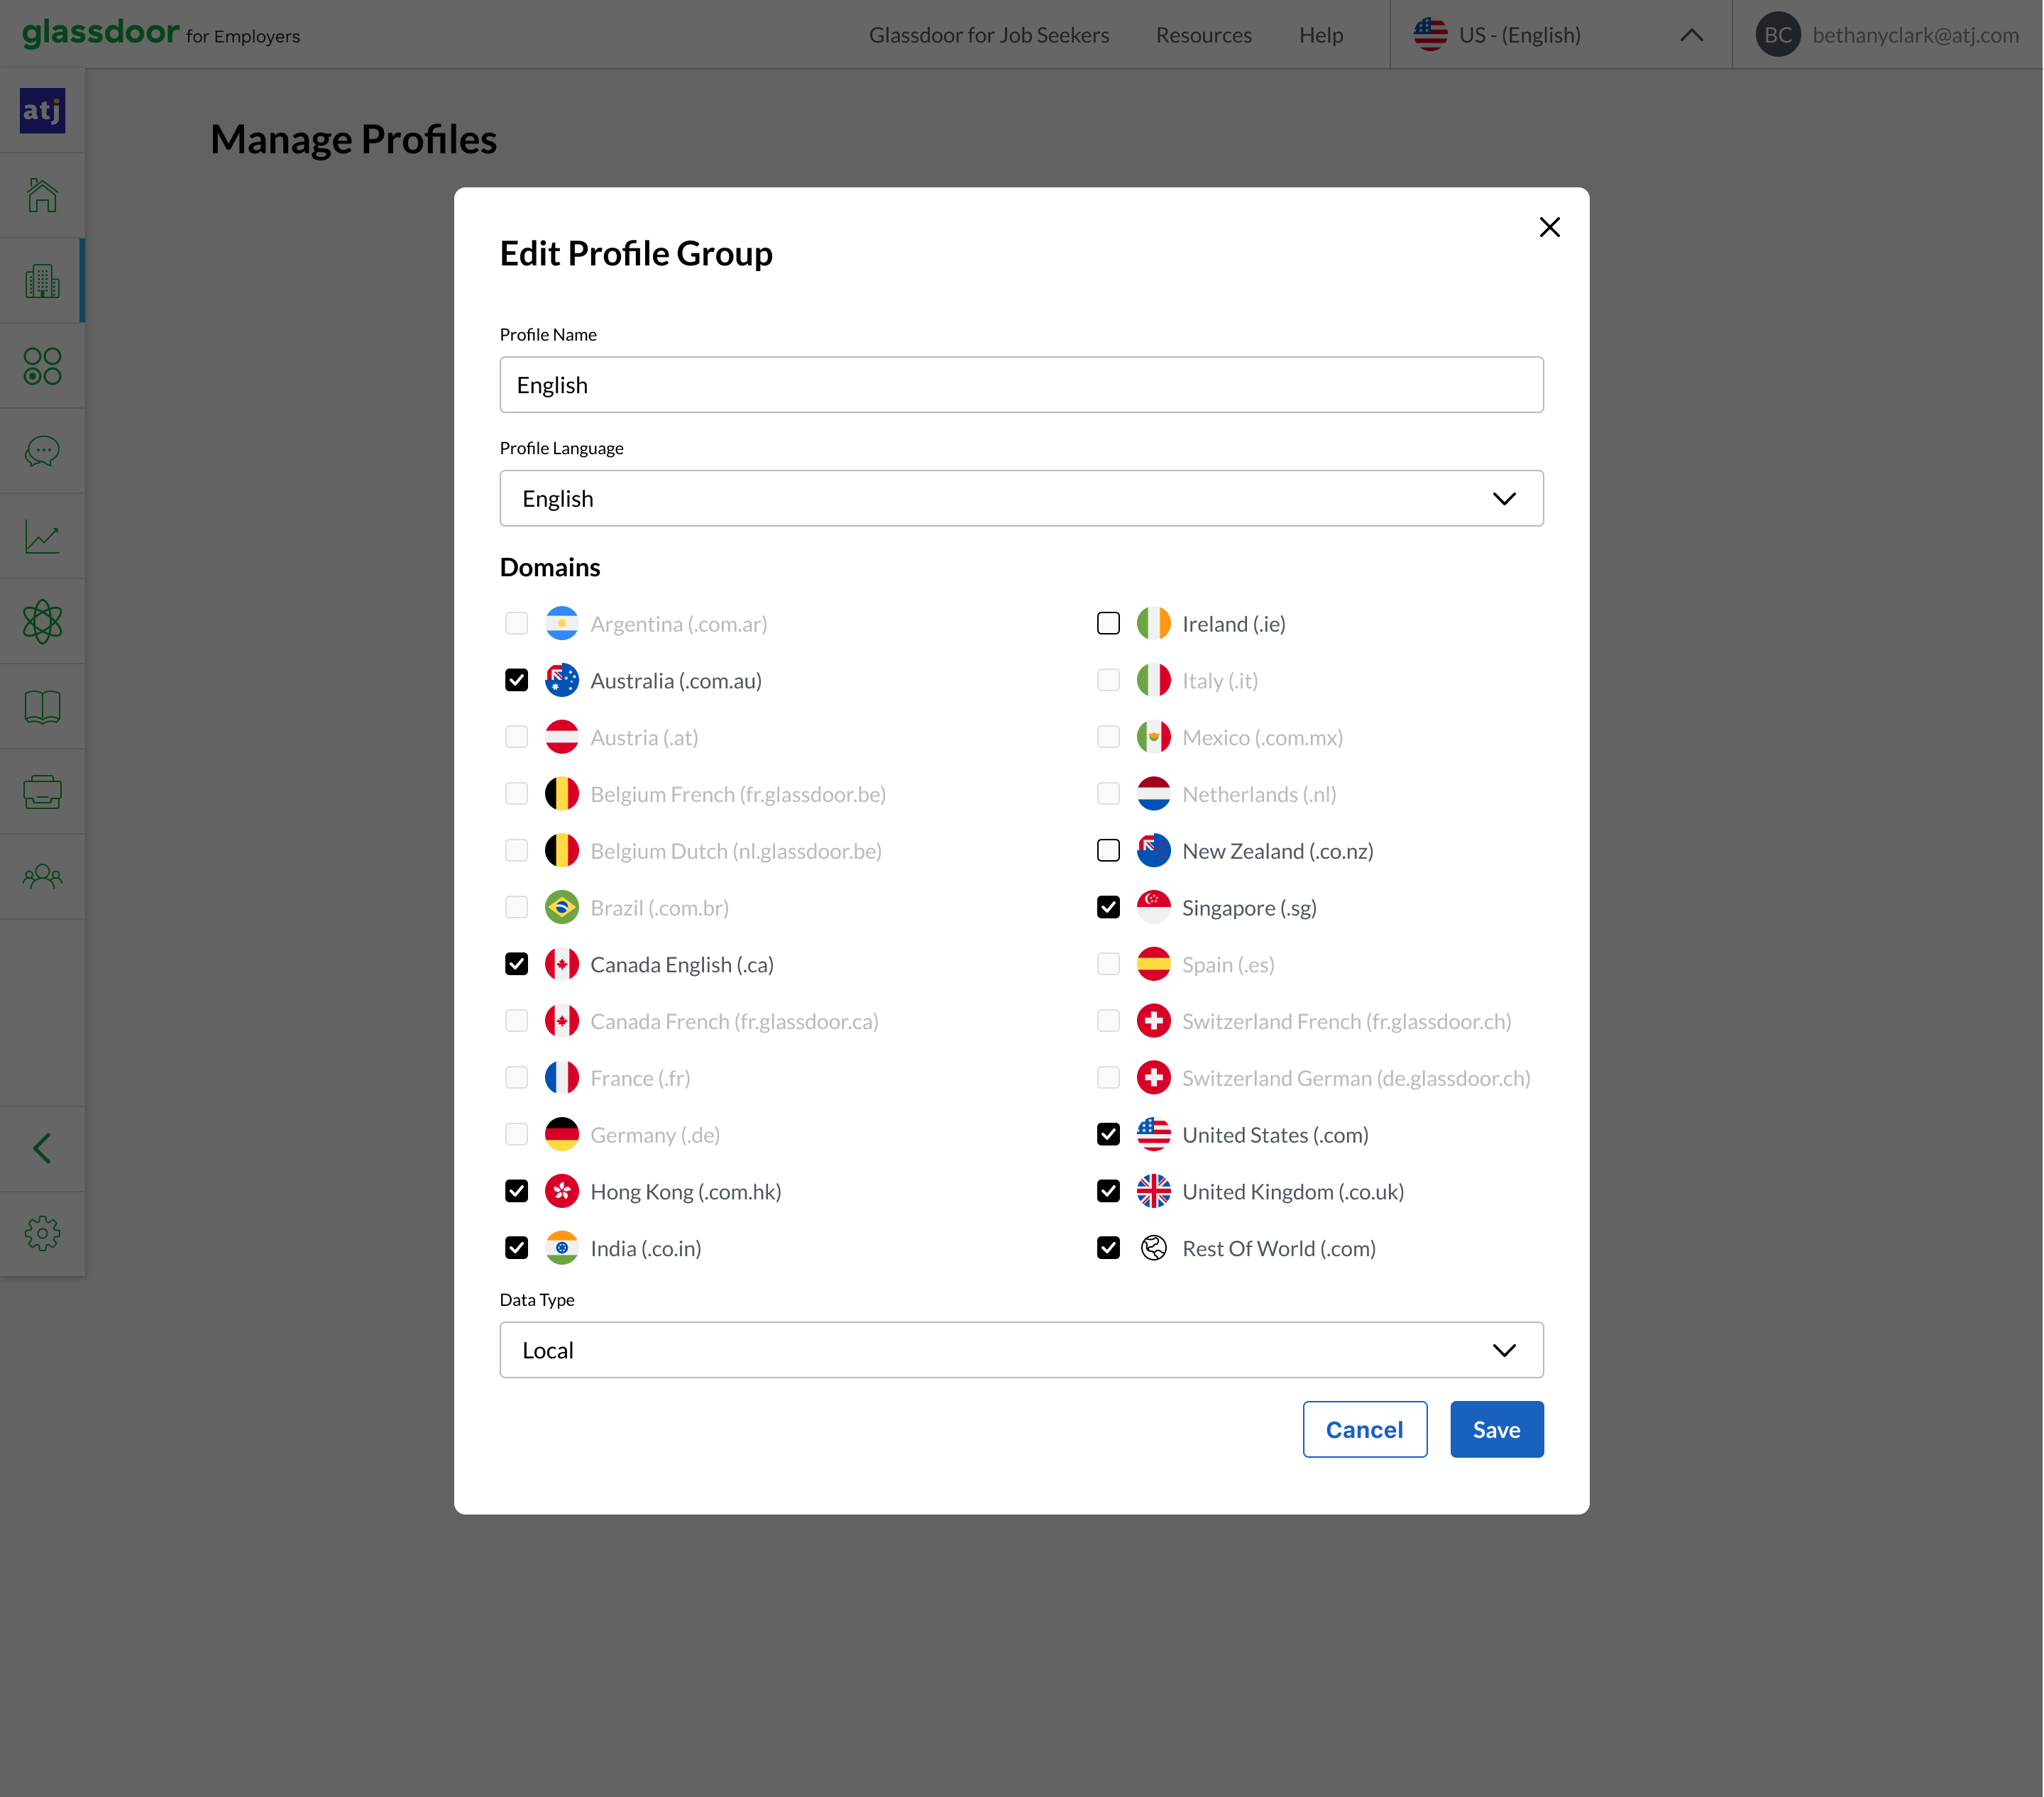 glassdoor for Employers
Glassdoor for Job Seekers
Resources
Help
US - (English)
BC
bethanyclark@atj.com
atj
Manage Profiles
Edit Profile Group
Profile Name
English
Profile Language
English
Domains
Argentina (.com.ar)
Australia (.com.au)
Austria (.at)
Belgium French (fr.glassdoor.be)
Belgium Dutch (nl.glassdoor.be)
Brazil (.com.br)
Canada English (.ca)
Canada French (fr.glassdoor.ca)
France (.fr)
Germany (.de)
Hong Kong (.com.hk)
India (.co.in)
Ireland (.ie)
Italy (.it)
Mexico (.com.mx)
Netherlands (.nl)
New Zealand (.co.nz)
Singapore (.sg)
Spain (.es)
Switzerland French (fr.glassdoor.ch)
Switzerland German (de.glassdoor.ch)
United States (.com)
United Kingdom (.co.uk)
Rest Of World (.com)
Data Type
Local
Cancel
Save